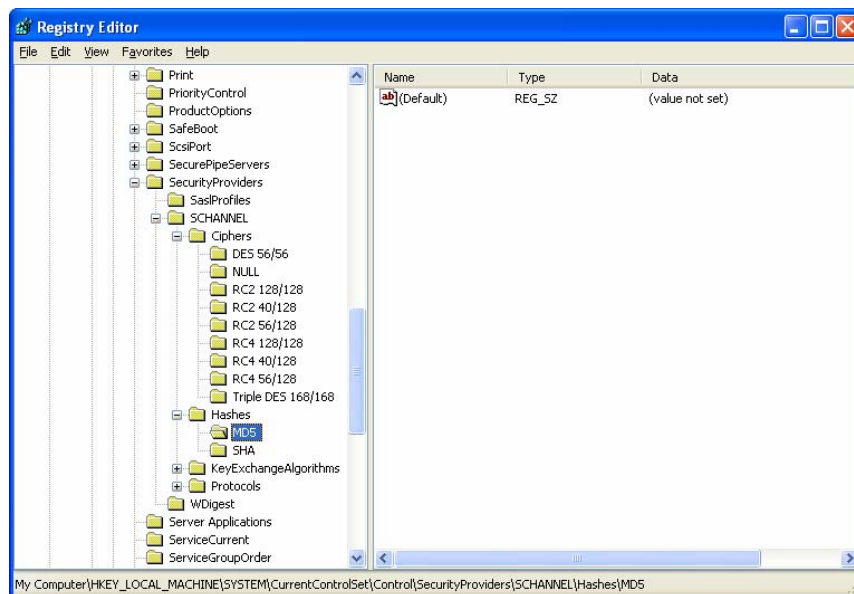 Registry Editor
File Edit View Favorites Help
Print
PriorityControl
ProductOptions
SafeBoot
ScsiPort
SecurePipeServers
SecurityProviders
SaslProfiles
SCHANNEL
Ciphers
DES 56/56
NULL
RC2 128/128
RC2 40/128
RC2 56/128
RC4 128/128
RC4 40/128
RC4 56/128
Triple DES 168/168
Hashes
MD5
SHA
KeyExchangeAlgorithms
Protocols
WDigest
Server Applications
ServiceCurrent
ServiceGroupOrder
Name Type Data
ab (Default) REG_SZ (value not set)
My Computer\HKEY_LOCAL_MACHINE\SYSTEM\CurrentControlSet\Control\SecurityProviders\SCHANNEL\Hashes\MD5